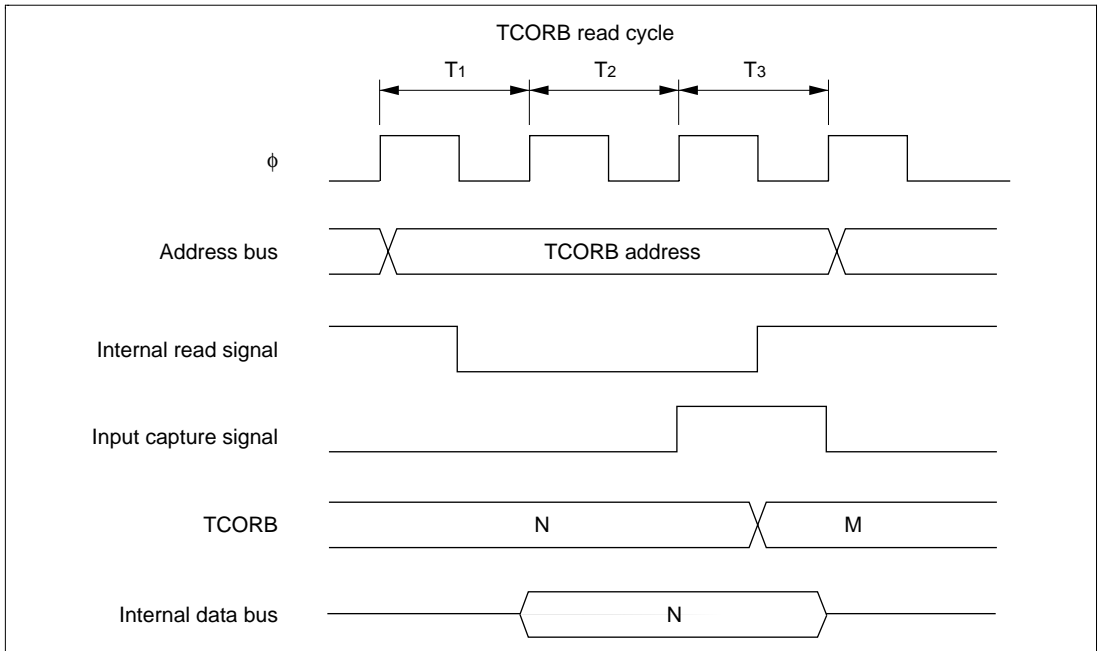 TCORB read cycle
T1 T2 T3
ϕ
Address bus TCORB address
Internal read signal
Input capture signal
TCORB N M
Internal data bus N